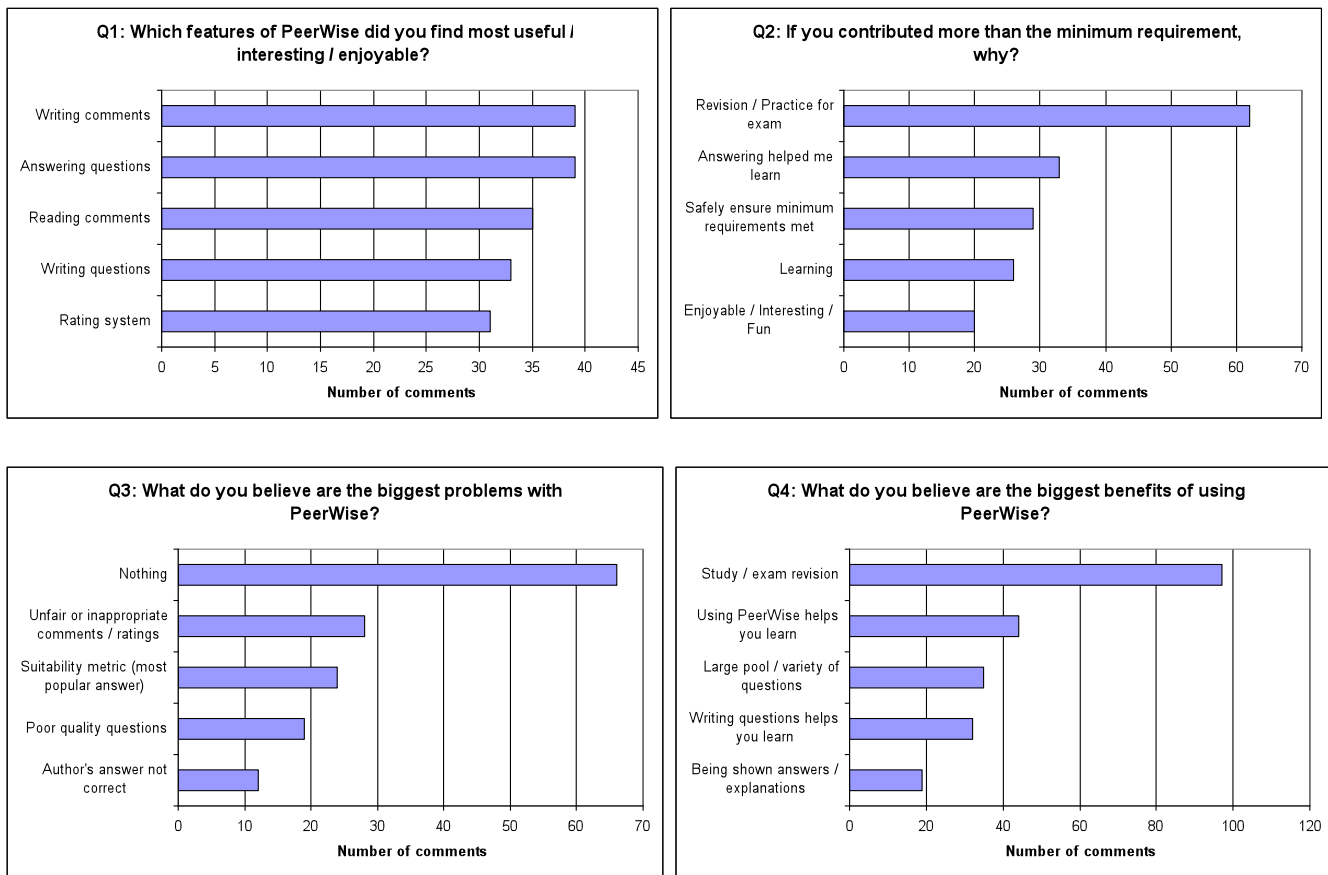 Q1: Which features of PeerWise did you find most useful /
interesting / enjoyable?
Writing comments
Answering questions
Reading comments
Writing questions
Rating system
0 5 10 15 20 25 30 35 40 45
Number of comments
Q2: If you contributed more than the minimum requirement,
why?
Revision / Practice for
exam
Answering helped me
learn
Safely ensure minimum
requirements met
Learning
Enjoyable / Interesting /
Fun
0 10 20 30 40 50 60 70
Number of comments
Q3: What do you believe are the biggest problems with
PeerWise?
Nothing
Unfair or inappropriate
comments / ratings
Suitability metric (most
popular answer)
Poor quality questions
Author's answer not
correct
0 10 20 30 40 50 60 70
Number of comments
Q4: What do you believe are the biggest benefits of using
PeerWise?
Study / exam revision
Using PeerWise helps
you learn
Large pool / variety of
questions
Writing questions helps
you learn
Being shown answers /
explanations
0 20 40 60 80 100 120
Number of comments